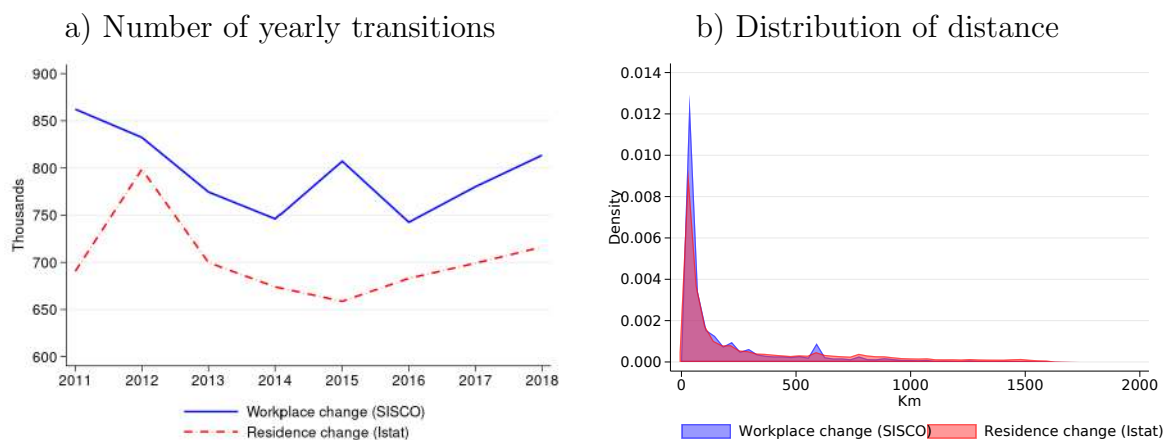 a) Number of yearly transitions
900
850
800
750
700
650
600
Thousands
2011 2012 2013 2014 2015 2016 2017 2018
Workplace change (SISCO)
Residence change (Istat)
b) Distribution of distance
0.014
0.012
0.010
0.008
0.006
0.004
0.002
0.000
Density
0 500 1000 1500 2000
Km
Workplace change (SISCO) Residence change (Istat)